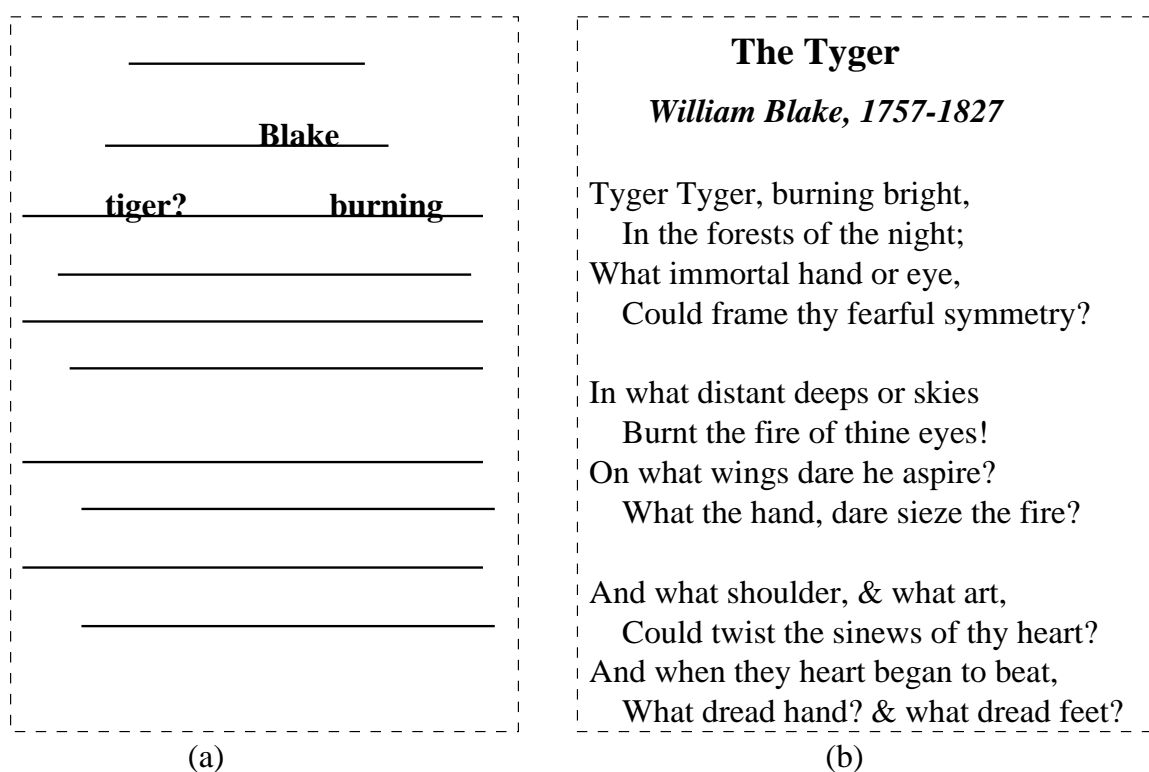 Blake
tiger? burning
(a)
The Tyger
William Blake, 1757-1827
Tyger Tyger, burning bright,
In the forests of the night;
What immortal hand or eye,
Could frame thy fearful symmetry?
In what distant deeps or skies
Burnt the fire of thine eyes!
On what wings dare he aspire?
What the hand, dare sieze the fire?
And what shoulder, & what art,
Could twist the sinews of thy heart?
And when they heart began to beat,
What dread hand? & what dread feet?
(b)